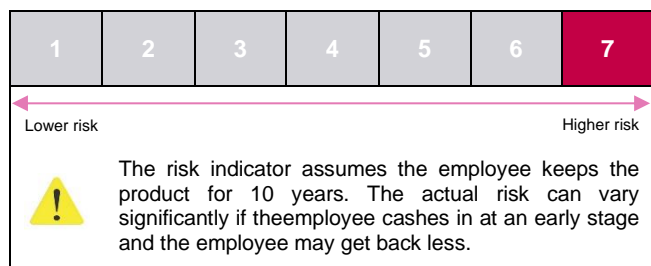 1 2 3 4 5 6 7
Lower risk Higher risk
The risk indicator assumes the employee keeps the
product for 10 years. The actual risk can vary
significantly if theemployee cashes in at an early stage
and the employee may get back less.